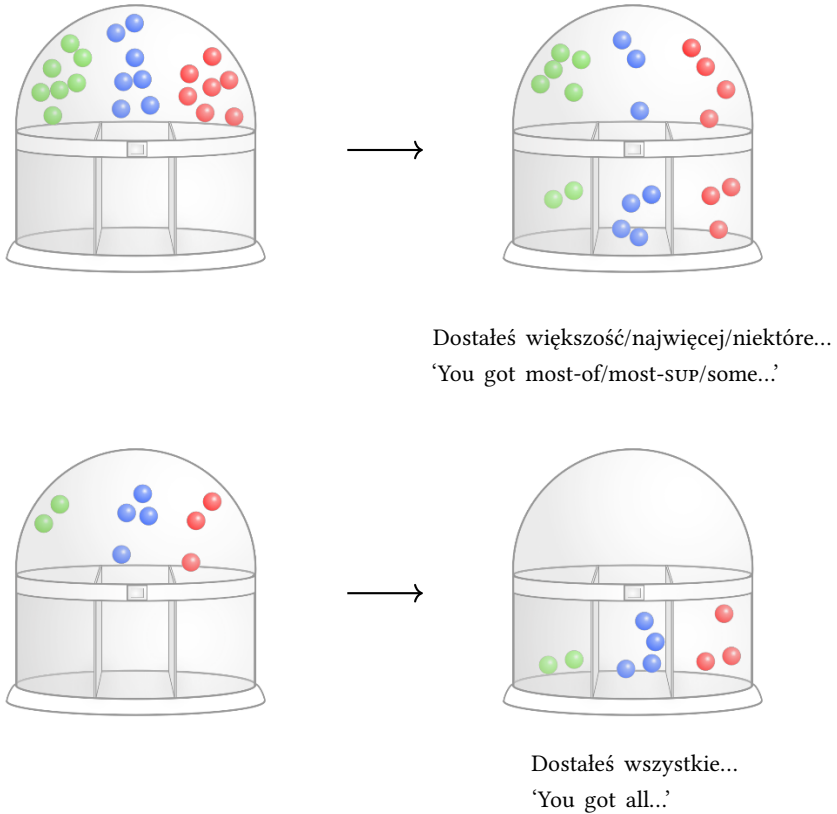 Dostałeś większość/najwięcej/niektóre…
‘You got most-of/most-SUP/some…’
Dostałeś wszystkie…
‘You got all…’